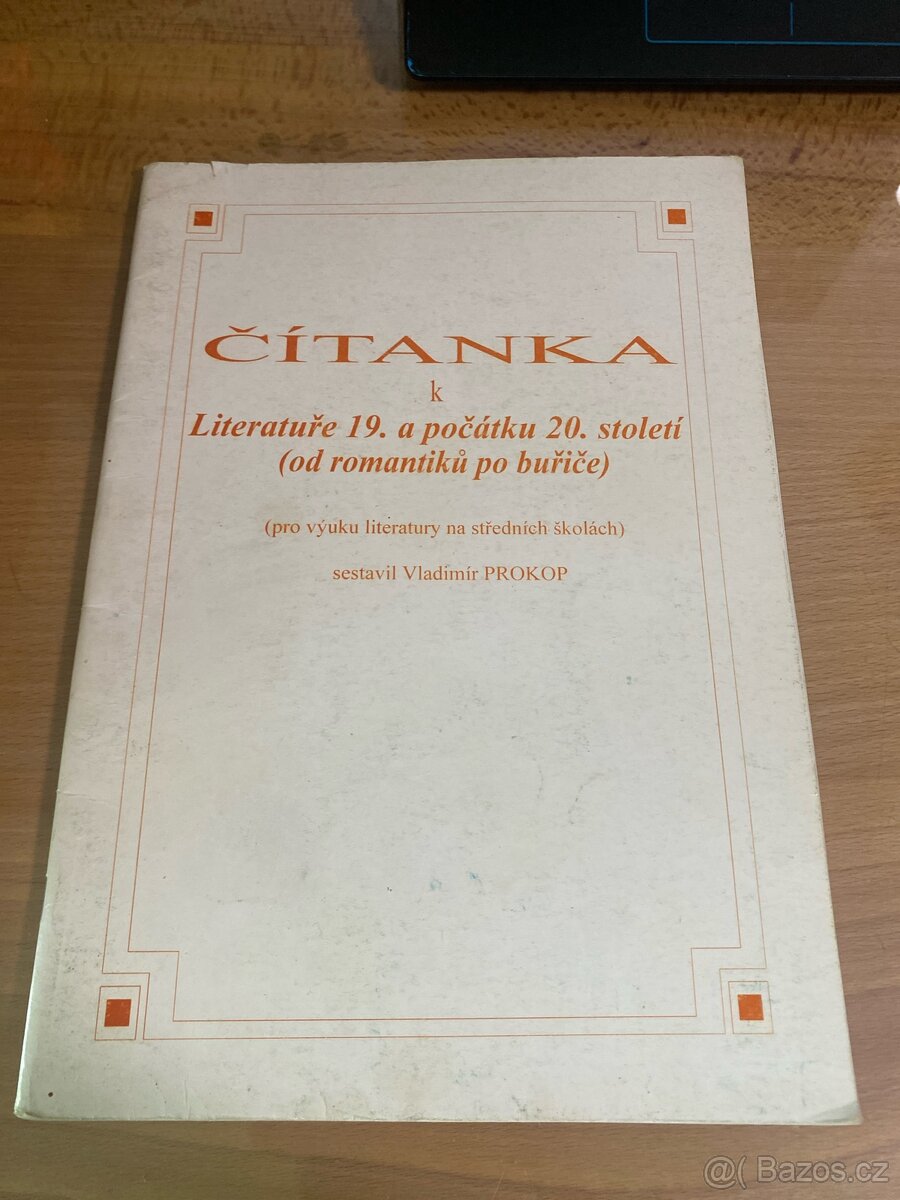 ČÍTANKA
k
Literatuře 19. a počátku 20. století
(od romantiků po buřiče)
(pro výuku literatury na středních školách)
sestavil Vladimír PROKOP
@( Bazos.cz